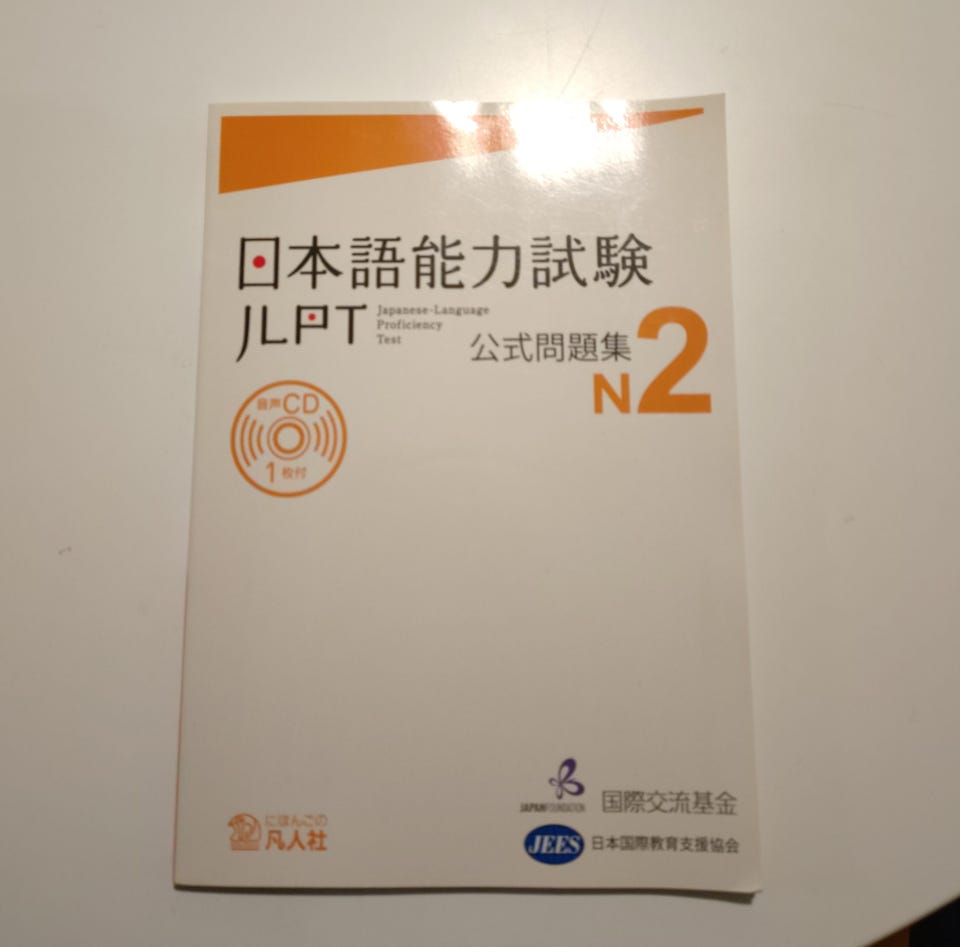 日本語能力試験
JLPT
Japanese-Language
Proficiency
Test
公式問題集
N2
音声CD
1枚付
JAPANFOUNDATION
国際交流基金
にほんごの
凡人社
JEES
日本国際教育支援協会